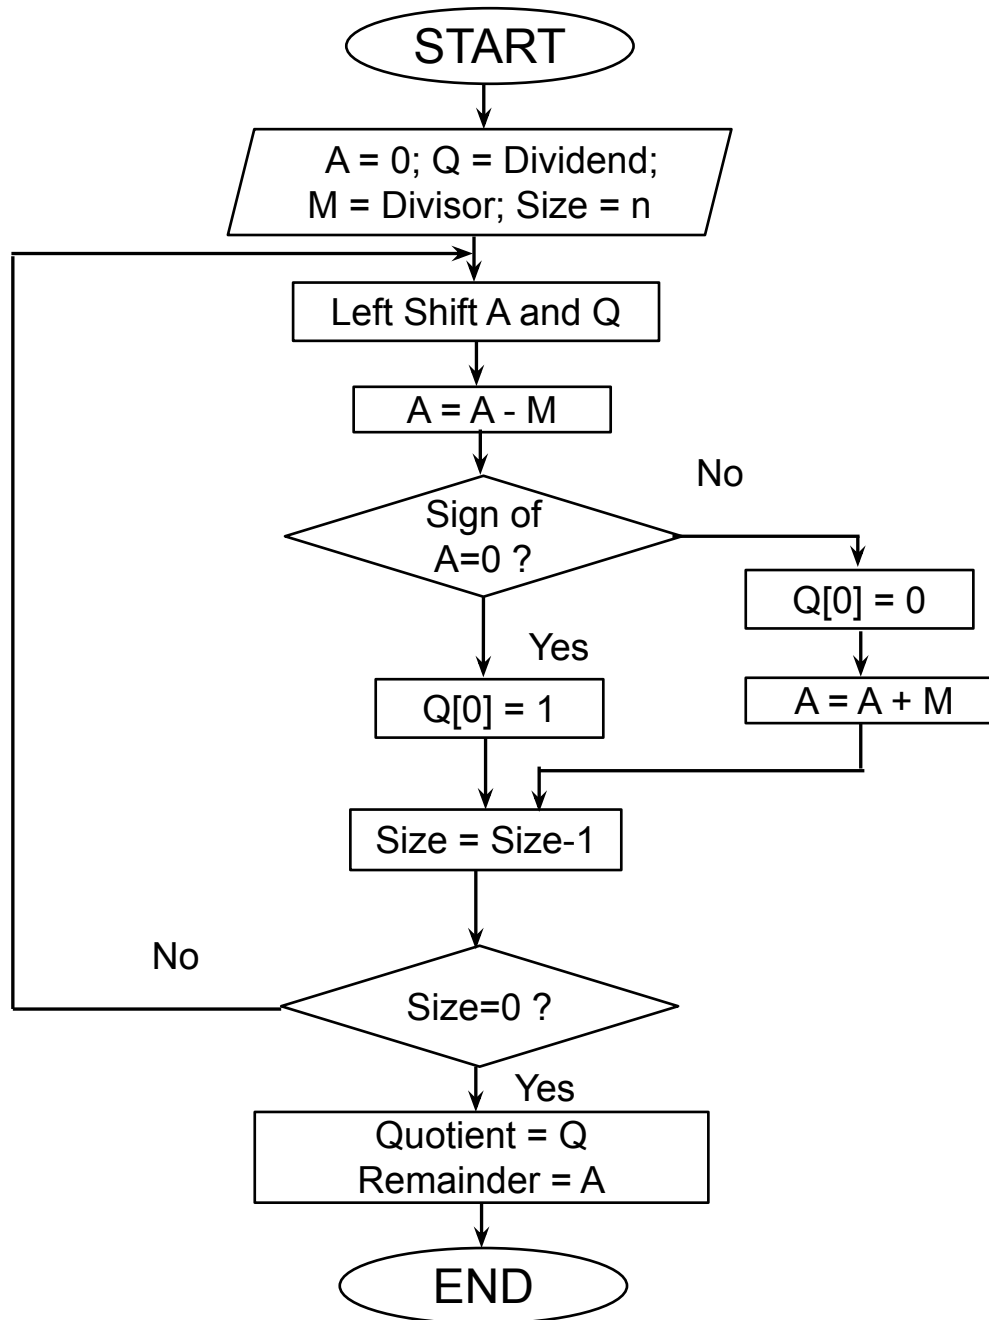 START
A = 0; Q = Dividend;
M = Divisor; Size = n
Left Shift A and Q
A = A - M
No
Sign of
A=0 ?
Q[0] = 0
Yes
Q[0] = 1
A = A + M
Size = Size-1
No
Size=0 ?
Yes
Quotient = Q
Remainder = A
END